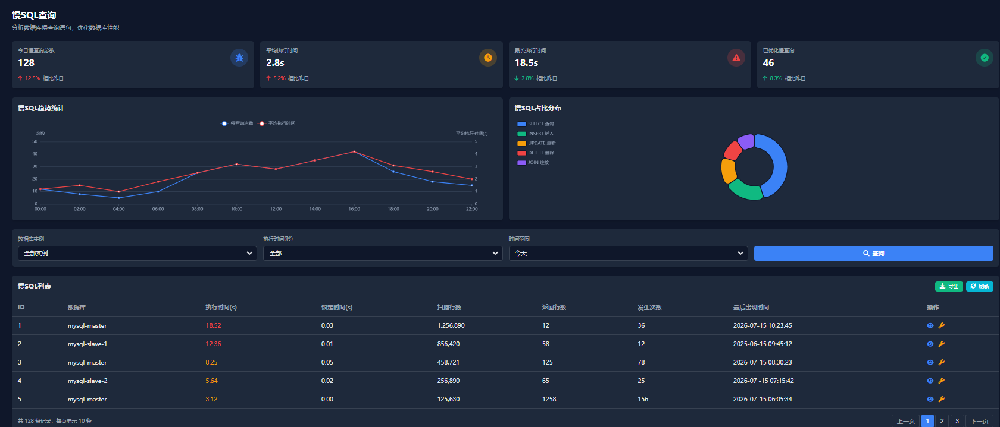 慢SQL查询
分析数据库慢查询语句，优化数据库性能
今日慢查询总数
128
12.5% 相比昨日
平均执行时间
2.8s
5.2% 相比昨日
最长执行时间
18.5s
3.8% 相比昨日
已优化慢查询
46
8.3% 相比昨日
慢SQL趋势统计
慢查询次数 平均执行时间
次数 平均执行时间(s)
50 5
40 4
30 3
20 2
10 1
0 0
00:00 02:00 04:00 06:00 08:00 10:00 12:00 14:00 16:00 18:00 20:00 22:00
慢SQL占比分布
SELECT 查询
INSERT 插入
UPDATE 更新
DELETE 删除
JOIN 连接
数据库实例 执行时间(秒) 时间范围
全部实例 全部 今天 查询
慢SQL列表 导出 刷新
ID 数据库 执行时间(s) 锁定时间(s) 扫描行数 返回行数 发生次数 最后出现时间 操作
1 mysql-master 18.52 0.03 1,256,890 12 36 2026-07-15 10:23:45
2 mysql-slave-1 12.36 0.01 856,420 58 12 2025-06-15 09:45:12
3 mysql-master 8.25 0.05 458,721 125 78 2026-07-15 08:30:23
4 mysql-slave-2 5.64 0.02 256,890 65 25 2026-07 -15 07:15:42
5 mysql-master 3.12 0.00 125,630 1258 156 2026-07-15 06:05:34
共 128 条记录，每页显示 10 条 上一页 1 2 3 下一页